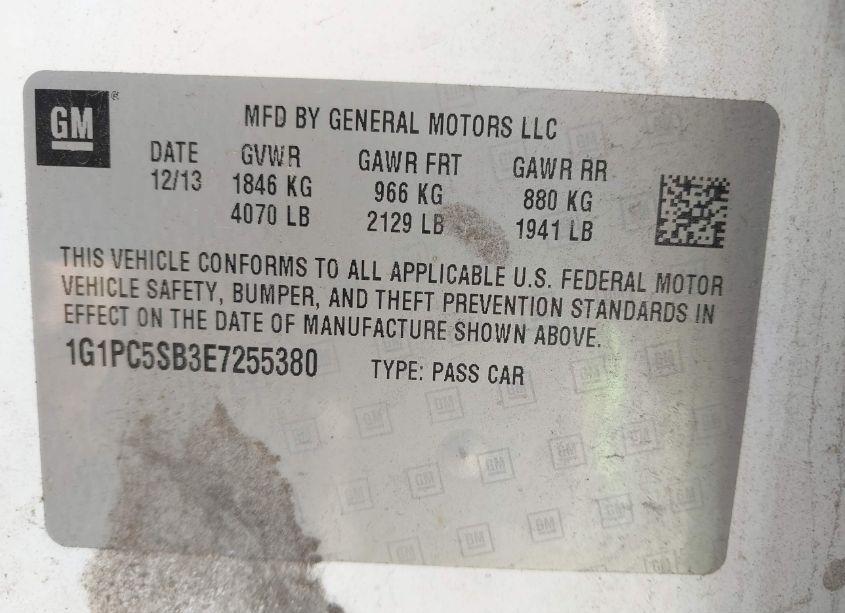 GM
MFD BY GENERAL MOTORS LLC
DATE GVWR GAWR FRT GAWR RR
12/13 1846 KG 966 KG 880 KG
4070 LB 2129 LB 1941 LB
THIS VEHICLE CONFORMS TO ALL APPLICABLE U.S. FEDERAL MOTOR
VEHICLE SAFETY, BUMPER, AND THEFT PREVENTION STANDARDS IN
EFFECT ON THE DATE OF MANUFACTURE SHOWN ABOVE.
1G1PC5SB3E7255380 TYPE: PASS CAR